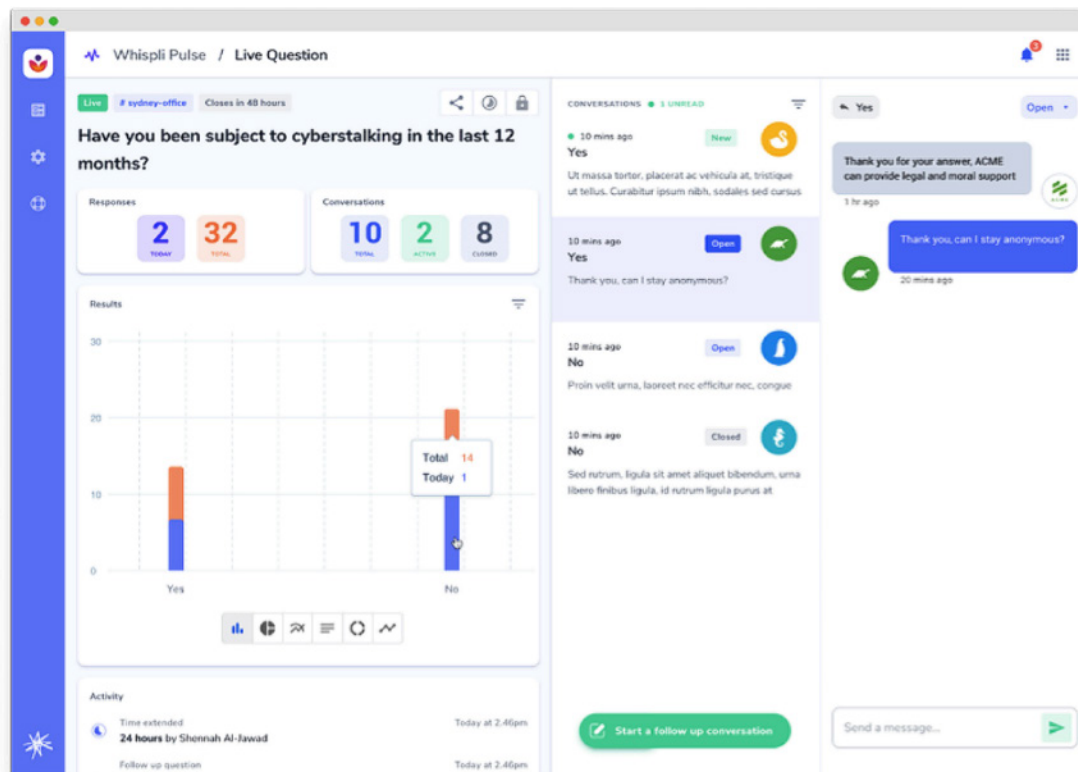 Whispli Pulse / Live Question
3
Live
# sydney-office
Closes in 48 hours
Have you been subject to cyberstalking in the last 12
months?
Responses
2
TODAY
32
TOTAL
Conversations
10
TOTAL
2
ACTIVE
8
CLOSED
Results
30
20
10
0
Total 14
Today 1
Yes
No
Activity
Time extended
Today at 2.46pm
24 hours by Shennah Al-Jawad
Follow up question
Today at 2.46pm
CONVERSATIONS
5 UNREAD
10 mins ago
New
Yes
Ut massa tortor, placerat ac vehicula at, tristique
ut tellus. Curabitur ipsum nibh, sodales sed cursus
10 mins ago
Open
Yes
Thank you, can I stay anonymous?
10 mins ago
Open
No
Proin velit urna, laoreet nec efficitur nec, congue
10 mins ago
Closed
No
Sed rutrum, ligula sit amet aliquet bibendum, urna
libero finibus ligula, id rutrum ligula purus at
Start a follow up conversation
Yes
Open
Thank you for your answer, ACME
can provide legal and moral support
1 hr ago
ACME
Thank you, can I stay anonymous?
20 mins ago
Send a message...